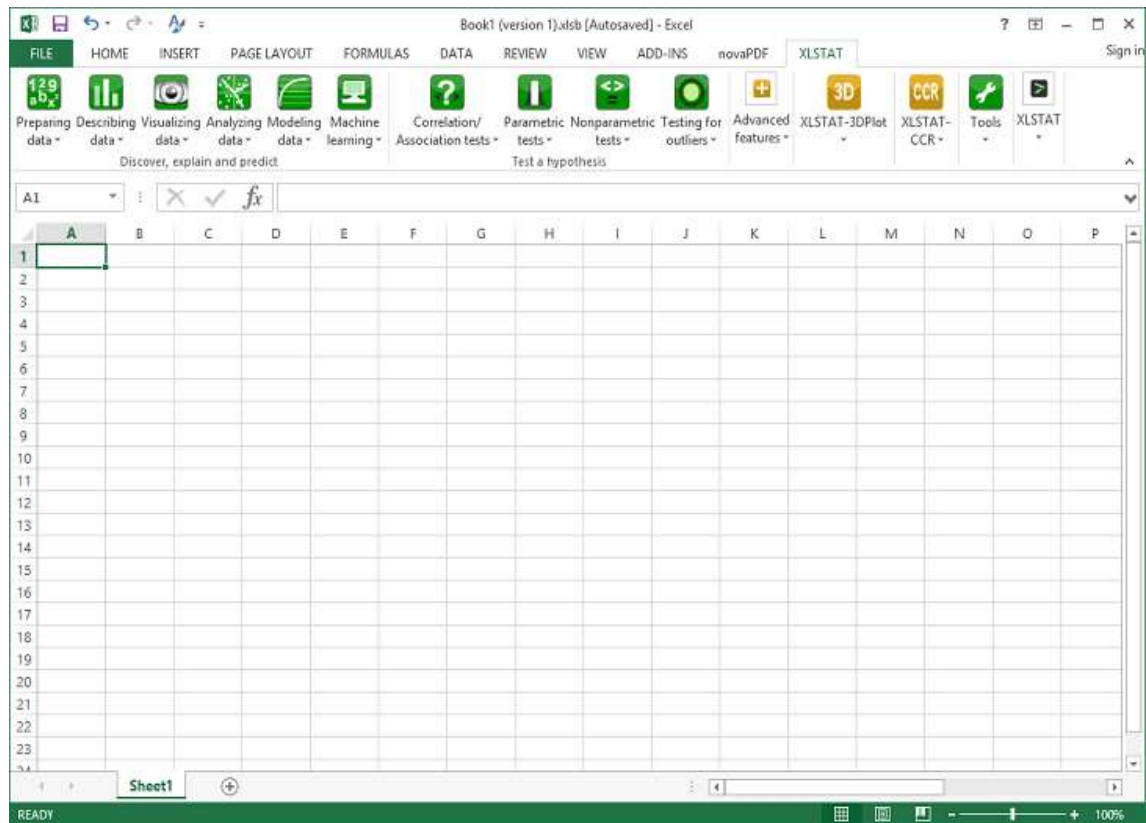 Book1 (version 1).xlsb [Autosaved] - Excel ?
FILE HOME INSERT PAGE LAYOUT FORMULAS DATA REVIEW VIEW ADD-INS novaPDF XLSTAT Sign in
129 3D CCR
Preparing Describing Visualizing Analyzing Modeling Machine Correlation/ Parametric Nonparametric Testing for Advanced XLSTAT-3DPlot XLSTAT- Tools XLSTAT
data data data data data learning Association tests tests tests outliers features CCR
Discover, explain and predict Test a hypothesis
A1 fx
A B C D E F G H I J K L M N O P
1
2
3
4
5
6
7
8
9
10
11
12
13
14
15
16
17
18
19
20
21
22
23
24
Sheet1
READY 100%